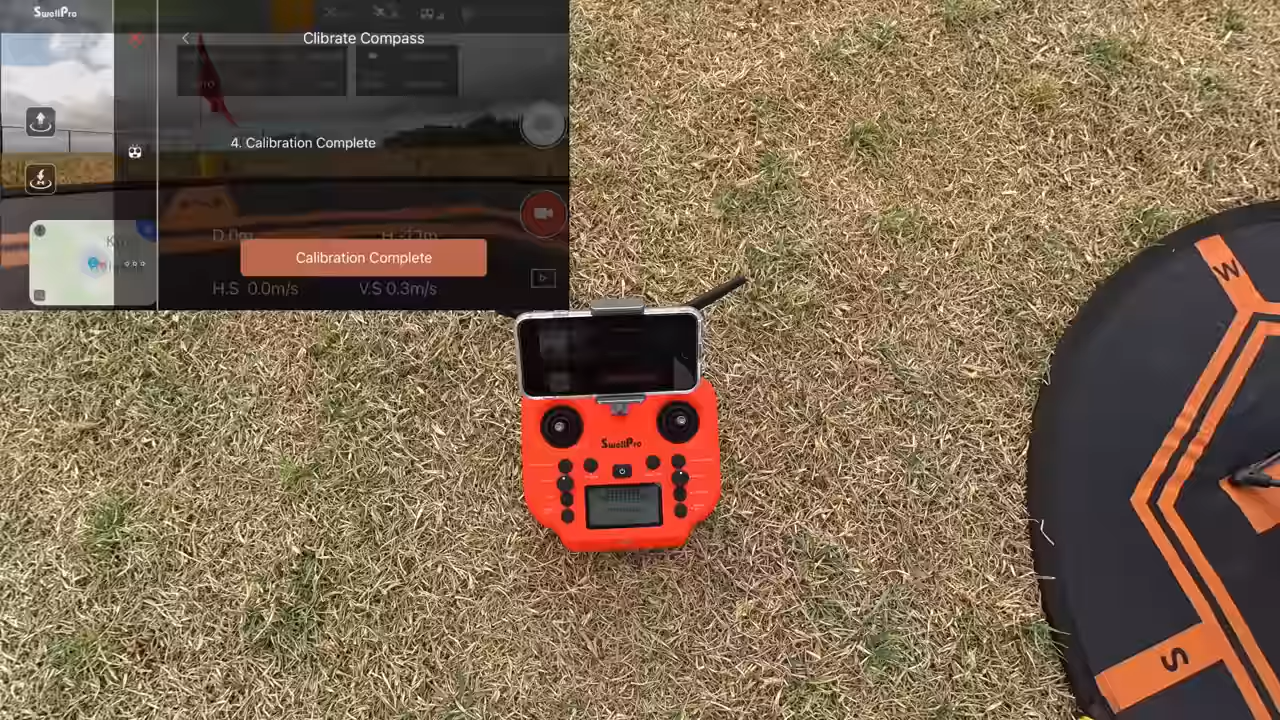 SwellPro
Clibrate Compass
4. Calibration Complete
D.0m
Calibration Complete
H.S 0.0m/s
V.S 0.3m/s
SwellPro
W
S